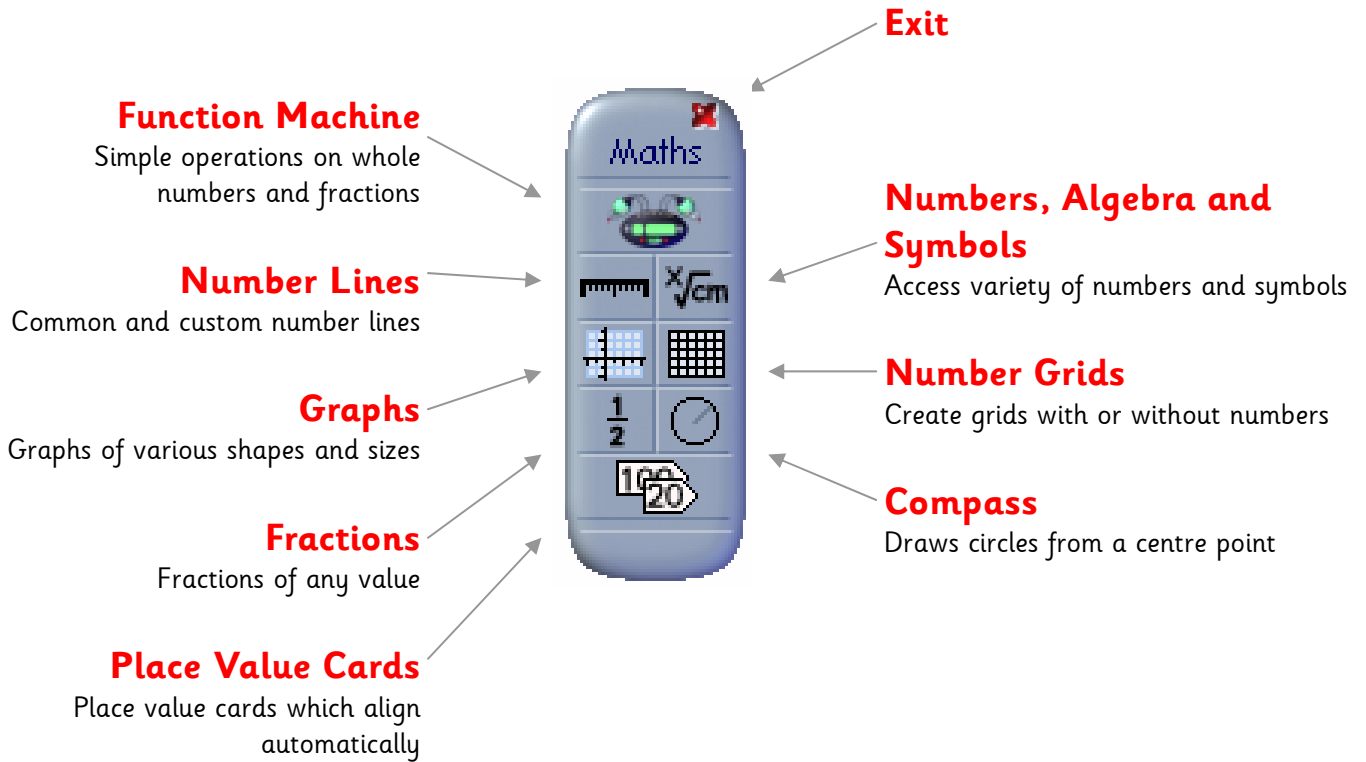 Exit
Function Machine
Simple operations on whole
numbers and fractions
Number Lines
Common and custom number lines
Graphs
Graphs of various shapes and sizes
Fractions
Fractions of any value
Place Value Cards
Place value cards which align
automatically
Maths
x√cm
1
2
100
20
Numbers, Algebra and
Symbols
Access variety of numbers and symbols
Number Grids
Create grids with or without numbers
Compass
Draws circles from a centre point